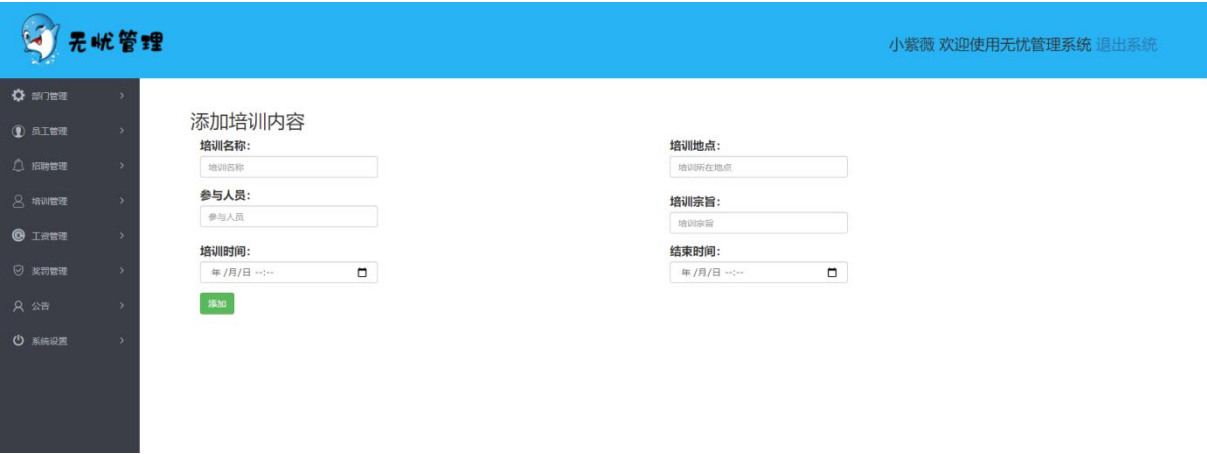 无忧管理
小紫薇 欢迎使用无忧管理系统 退出系统
部门管理
员工管理
招聘管理
培训管理
工资管理
奖罚管理
公告
系统设置
添加培训内容
培训名称：
培训名称
培训地点：
培训所在地点
参与人员：
参与人员
培训宗旨：
培训宗旨
培训时间：
年 /月/日 --:--
结束时间：
年 /月/日 --:--
添加